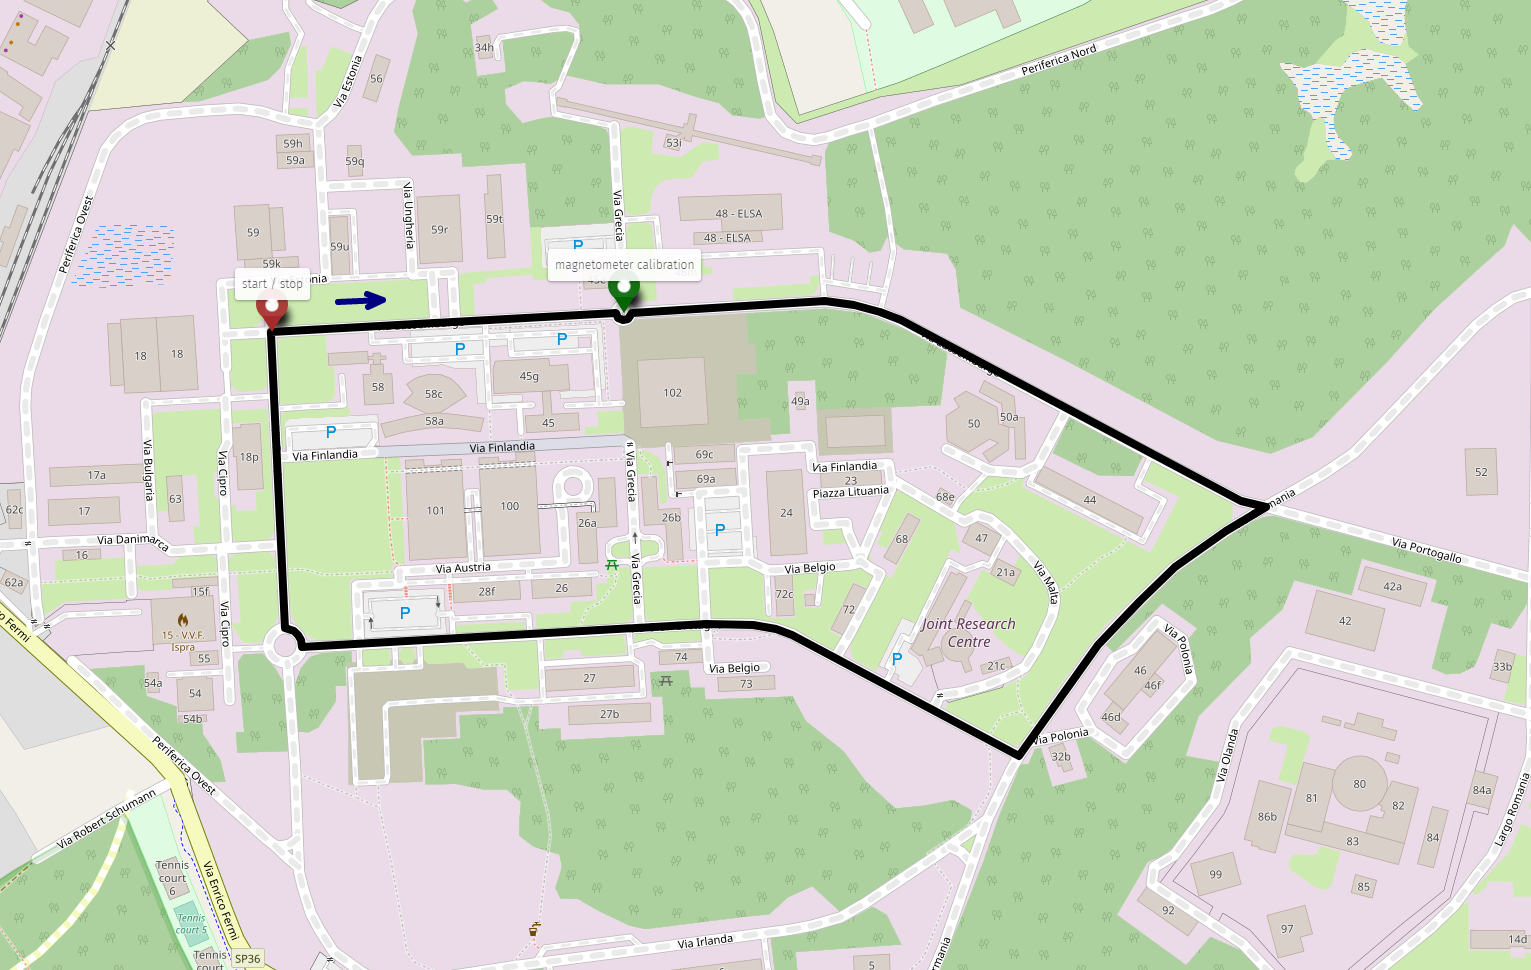 Periferica Nord
34h
56
Via Estonia
59h
59a
59q
53i
Via Ungheria
Via Grecia
59t
59r
48 - ELSA
48 - ELSA
59
59u
59k
Periferica Ovest
P
start / stop
magnetometer calibration
18
18
P
P
58
58c
58a
45g
45
102
49a
50
50a
P
Via Finlandia
Via Finlandia
Via Bulgaria
Via Cipro
18p
17a
17
63
62c
Via Danimarca
16
62a
101
100
26a
26b
Via Grecia
69c
69a
Via Finlandia
23
Piazza Lituania
24
68e
68
44
47
52
Via Portogallo
P
Via Austria
28f
26
Via Grecia
Via Belgio
72c
72
21a
Via Malta
42a
42
15f
15 - V.V.F.
Ispra
Via Cipro
P
Joint Research
Centre
P
21c
55
54a
54
54b
74
Via Belgio
73
27
27b
Via Polonia
Via Polonia
46
46f
46d
32b
33b
Periferica Ovest
Via Olanda
Largo Romania
80
81
82
83
84
84a
86b
85
99
92
97
14d
Via Robert Schumann
Via Enrico Fermi
Tennis
court
6
Tennis
court 5
Tennis
court
SP36
Via Irlanda
5